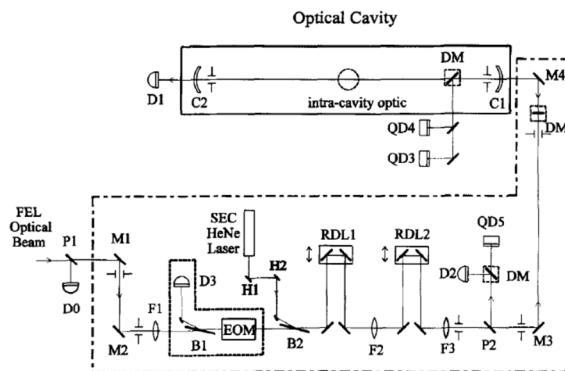 Optical Cavity
DM
M4
D1
C2
intra-cavity optic
C1
QD4
DM
QD3
FEL
Optical
Beam
P1
M1
SEC
HeNe
Laser
RDL1
RDL2
QD5
H2
D3
H1
D2
DM
D0
F1
EOM
M2
B1
B2
F2
F3
P2
M3